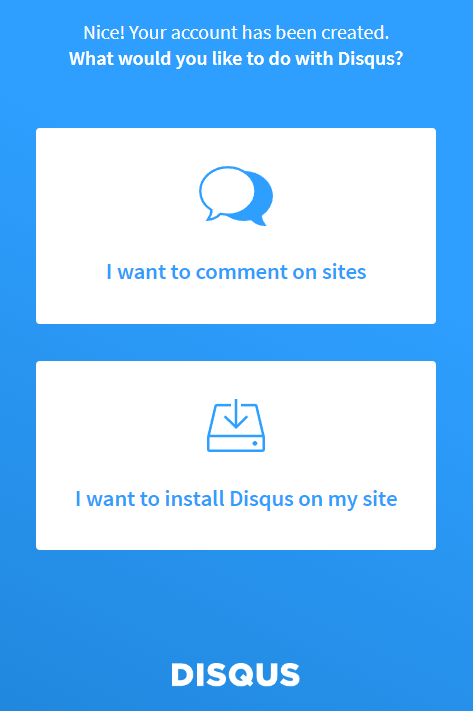 Nice! Your account has been created.
What would you like to do with Disqus?
I want to comment on sites
I want to install Disqus on my site
DISQUS